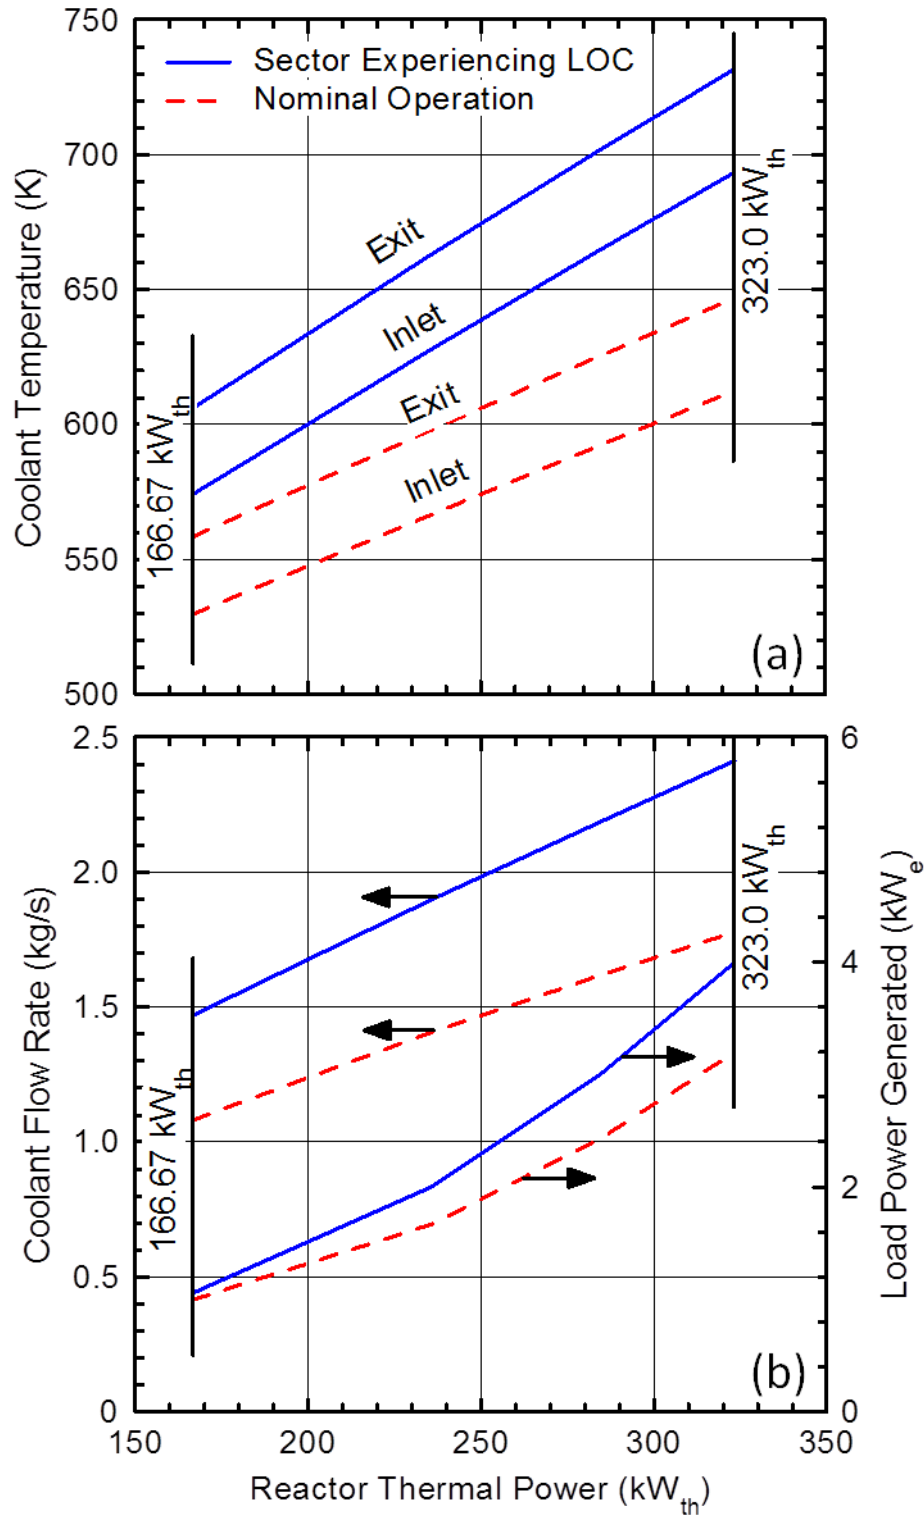 750
700
650
600
550
500
Coolant Temperature (K)
Sector Experiencing LOC
Nominal Operation
Exit
Inlet
Exit
Inlet
166.67 kWth
323.0 kWth
(a)
2.5
2.0
1.5
1.0
0.5
0
Coolant Flow Rate (kg/s)
166.67 kWth
323.0 kWth
6
4
2
0
Load Power Generated (kWe)
(b)
150 200 250 300 350
Reactor Thermal Power (kWth)